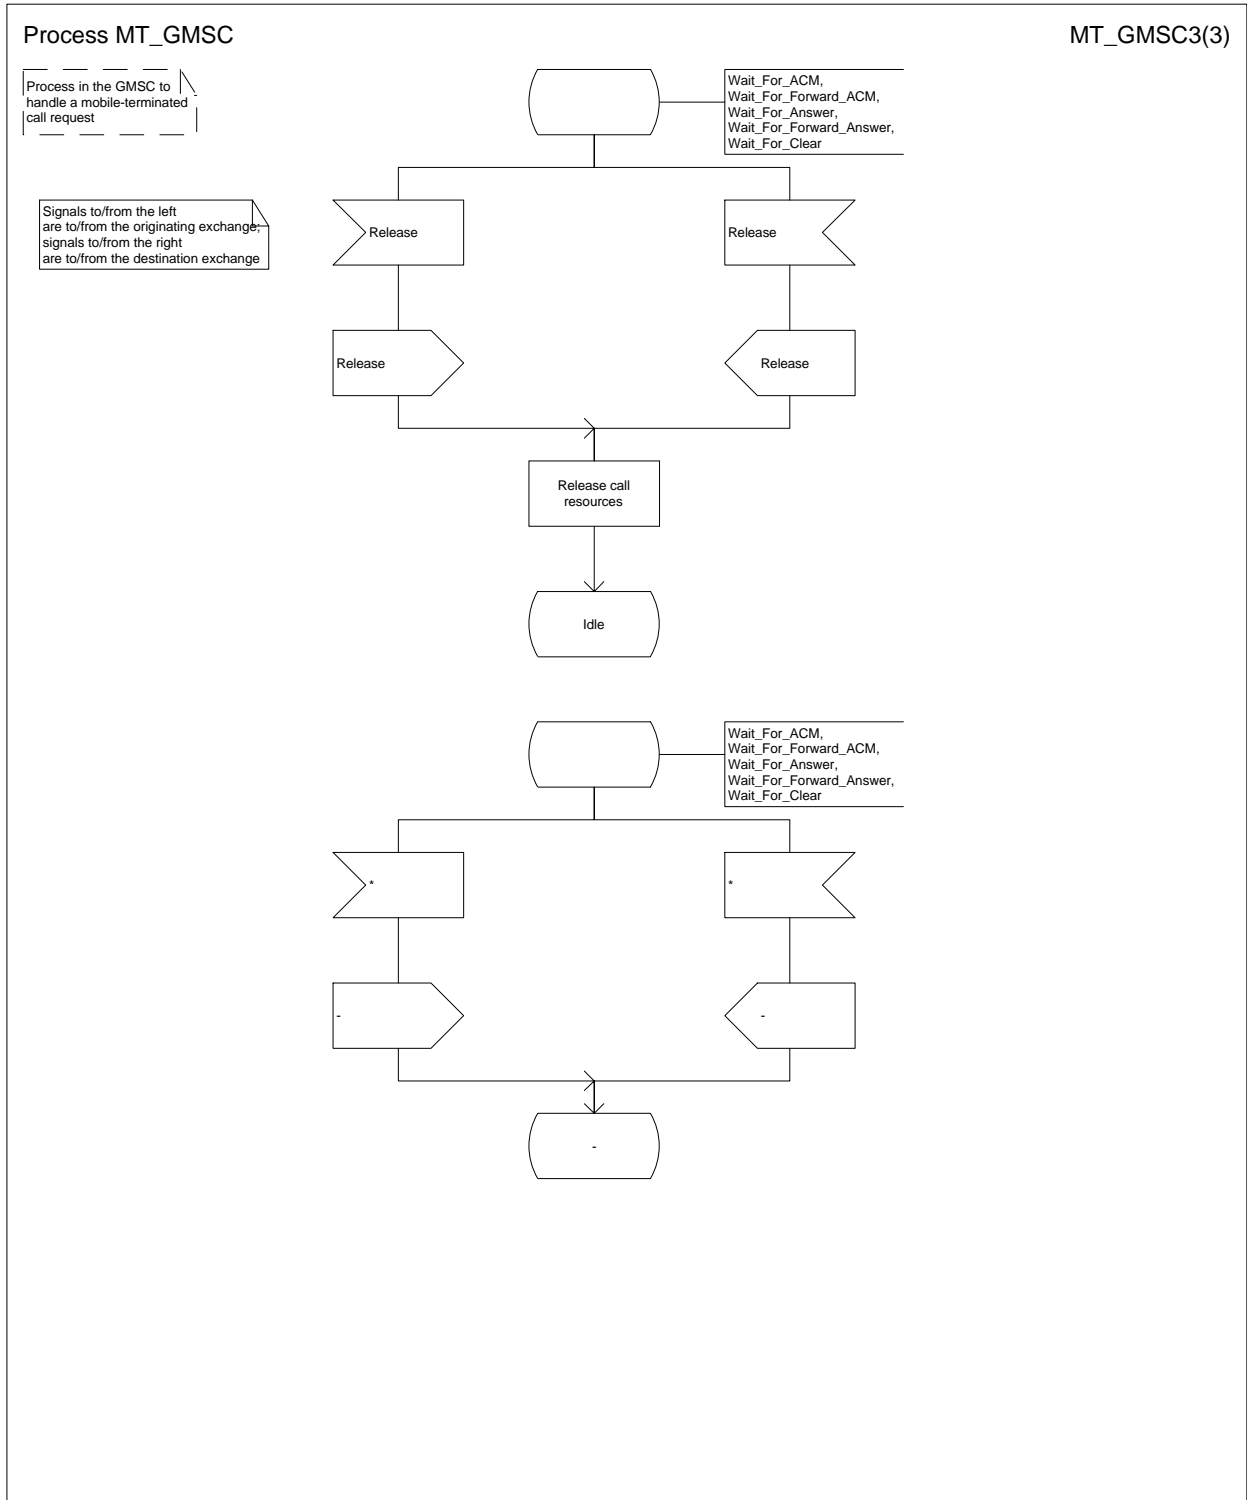 Process MT_GMSC
MT_GMSC3(3)
Process in the GMSC to
handle a mobile-terminated
call request
Wait_For_ACM,
Wait_For_Forward_ACM,
Wait_For_Answer,
Wait_For_Forward_Answer,
Wait_For_Clear
Signals to/from the left
are to/from the originating exchange;
signals to/from the right
are to/from the destination exchange
Release
Release
Release
Release
Release call
resources
Idle
Wait_For_ACM,
Wait_For_Forward_ACM,
Wait_For_Answer,
Wait_For_Forward_Answer,
Wait_For_Clear
*
*
-
-
-